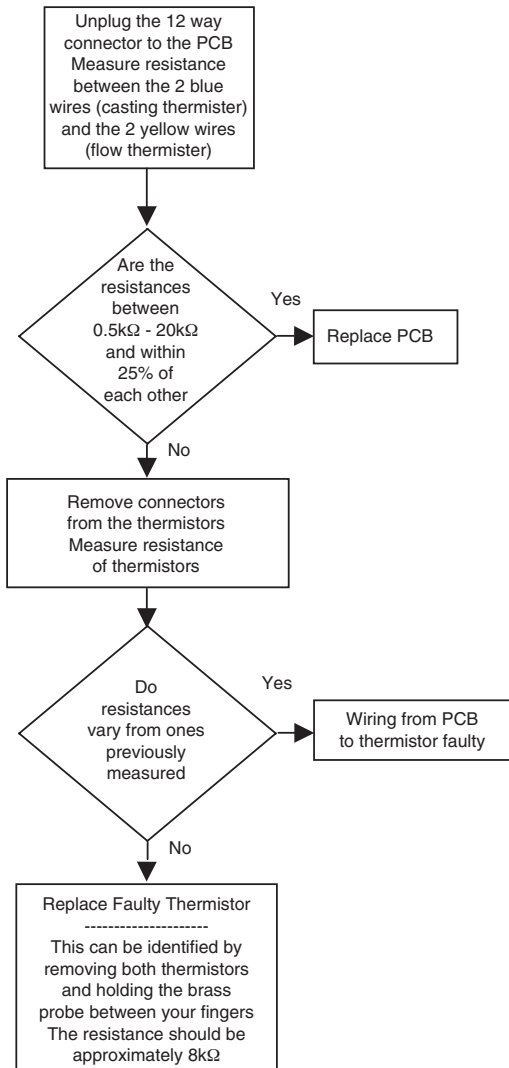 Unplug the 12 way
connector to the PCB
Measure resistance
between the 2 blue
wires (casting thermister)
and the 2 yellow wires
(flow thermister)
Are the
resistances
between
0.5kΩ - 20kΩ
and within
25% of
each other
Yes
Replace PCB
No
Remove connectors
from the thermistors
Measure resistance
of thermistors
Do
resistances
vary from ones
previously
measured
Yes
Wiring from PCB
to thermistor faulty
No
Replace Faulty Thermistor
---------------------
This can be identified by
removing both thermistors
and holding the brass
probe between your fingers
The resistance should be
approximately 8kΩ